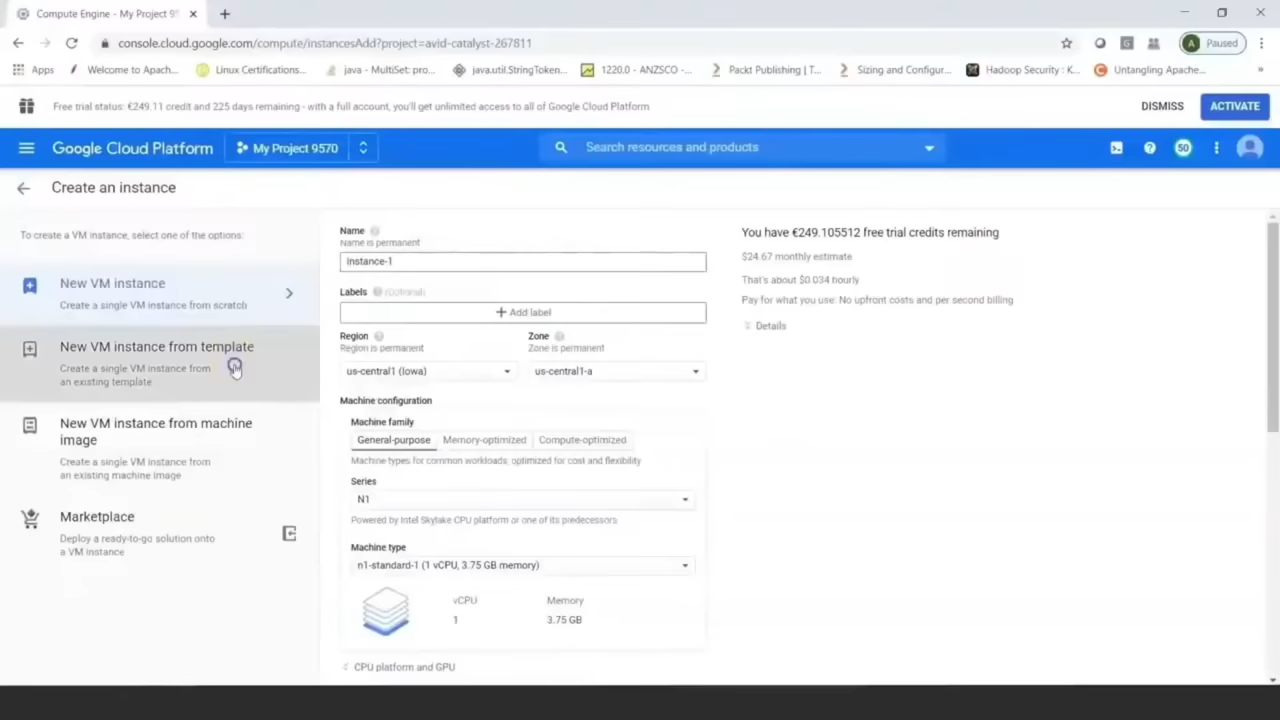 Compute Engine - My Project 95
console.cloud.google.com/compute/instancesAdd?project=avid-catalyst-267811
A Paused
Apps Welcome to Apach... Linux Certifications... java - MultiSet: pro... java.util.StringToken... 1220.0 - ANZSCO -... Packt Publishing | T... Sizing and Configur... Hadoop Security : K... Untangling Apache... »
Free trial status: €249.11 credit and 225 days remaining - with a full account, you'll get unlimited access to all of Google Cloud Platform
DISMISS ACTIVATE
Google Cloud Platform My Project 9570 Search resources and products 50
Create an instance
To create a VM instance, select one of the options:
New VM instance
Create a single VM instance from scratch
New VM instance from template
Create a single VM instance from
an existing template
New VM instance from machine
image
Create a single VM instance from
an existing machine image
Marketplace
Deploy a ready-to-go solution onto
a VM instance
Name
Name is permanent
instance-1
Labels (Optional)
+ Add label
Region
Region is permanent
us-central1 (Iowa)
Zone
Zone is permanent
us-central1-a
Machine configuration
Machine family
General-purpose Memory-optimized Compute-optimized
Machine types for common workloads, optimized for cost and flexibility
Series
N1
Powered by Intel Skylake CPU platform or one of its predecessors
Machine type
n1-standard-1 (1 vCPU, 3.75 GB memory)
vCPU Memory
1 3.75 GB
CPU platform and GPU
You have €249.105512 free trial credits remaining
$24.67 monthly estimate
That's about $0.034 hourly
Pay for what you use: No upfront costs and per second billing
Details